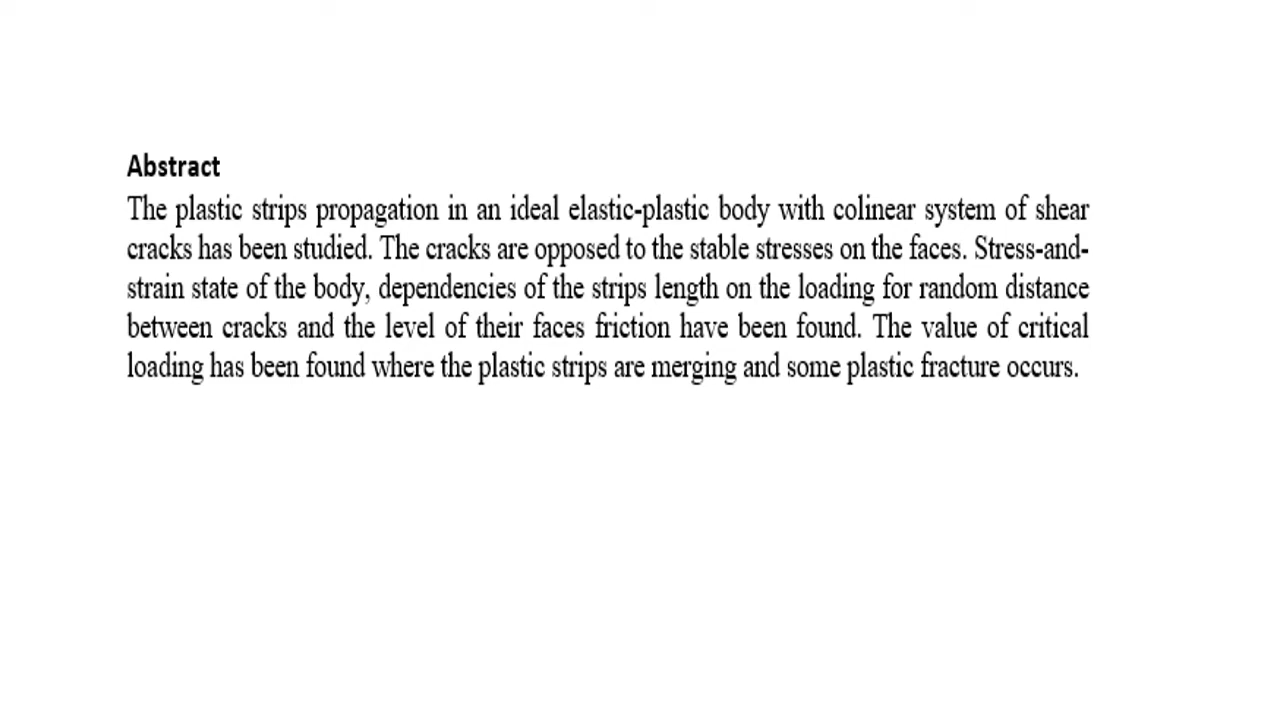 Abstract
The plastic strips propagation in an ideal elastic-plastic body with colinear system of shear
cracks has been studied. The cracks are opposed to the stable stresses on the faces. Stress-and-
strain state of the body, dependencies of the strips length on the loading for random distance
between cracks and the level of their faces friction have been found. The value of critical
loading has been found where the plastic strips are merging and some plastic fracture occurs.